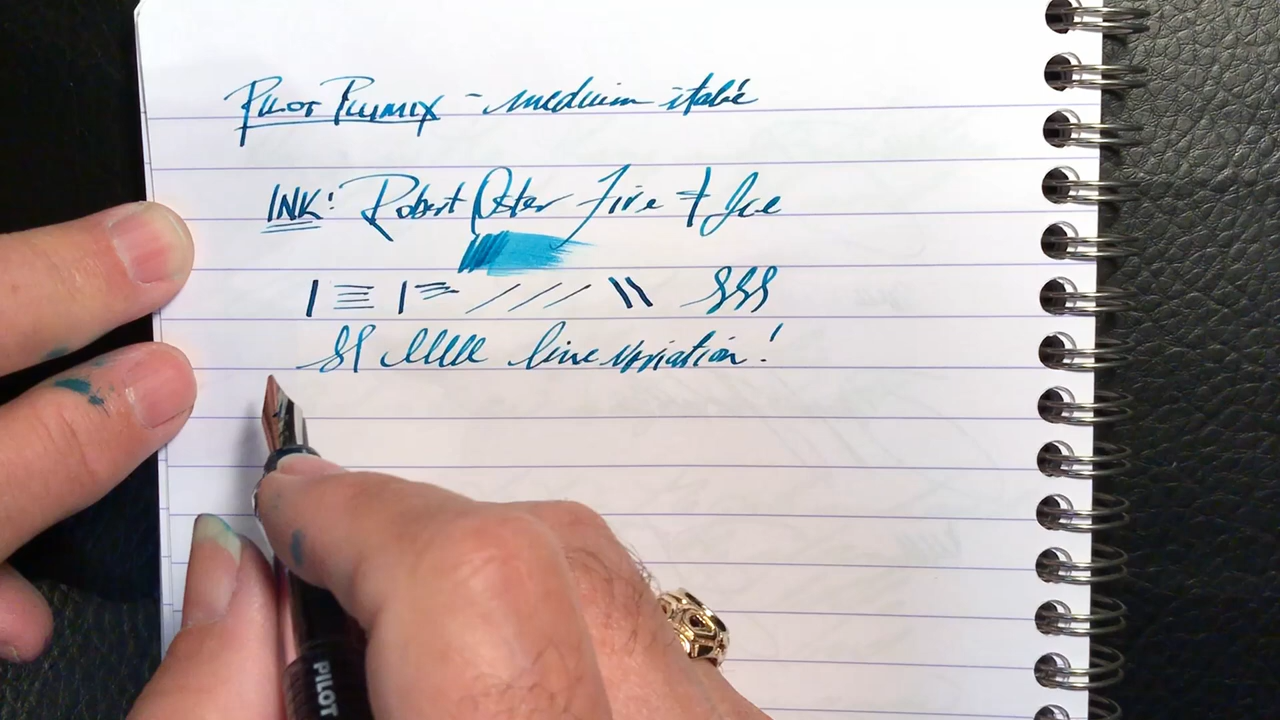 Pilot Plumix - medium italic
INK: Robert Oster Fire & Ice
line variation!
PILOT